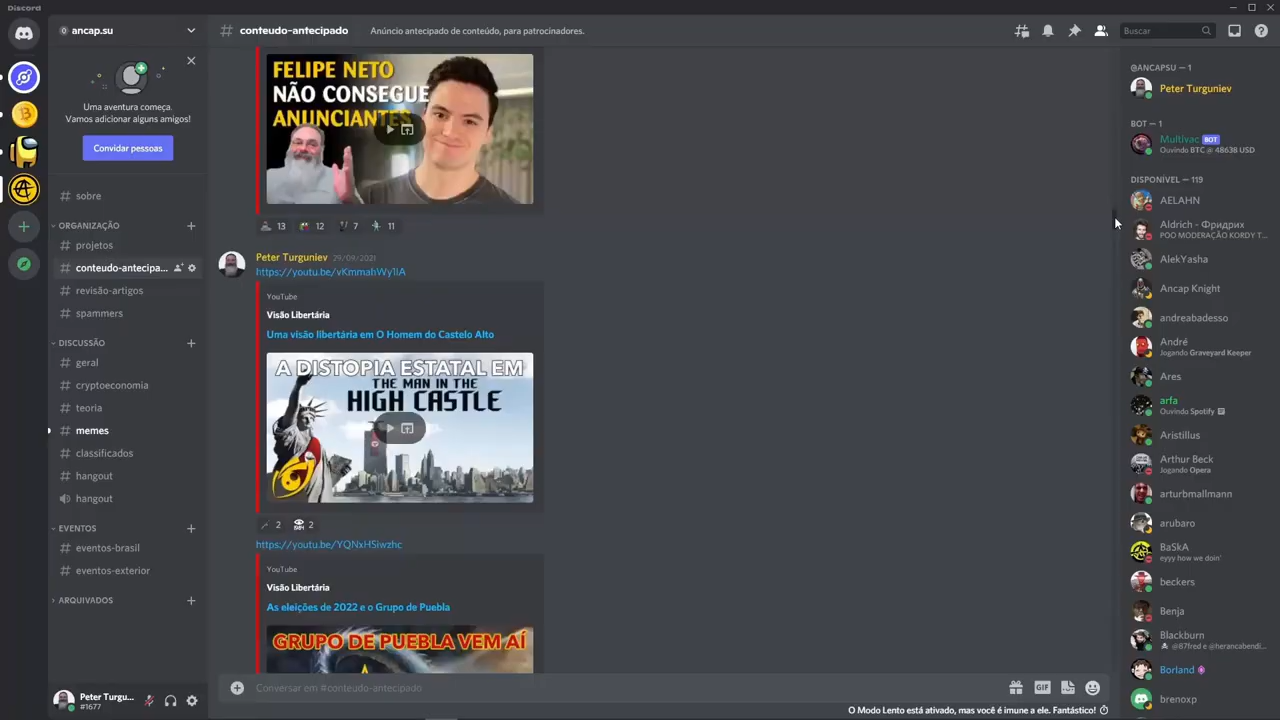 Discord
ancap.su
conteudo-antecipado
Anúncio antecipado de conteúdo, para patrocinadores.
Buscar
Uma aventura começa.
Vamos adicionar alguns amigos!
Convidar pessoas
sobre
ORGANIZAÇÃO
projetos
conteudo-antecipa...
revisão-artigos
spammers
DISCUSSÃO
geral
cryptoeconomia
teoria
memes
classificados
hangout
hangout
EVENTOS
eventos-brasil
eventos-exterior
ARQUIVADOS
Peter Turgu...
#1677
FELIPE NETO
NÃO CONSEGUE
ANUNCIANTES
13
12
7
11
Peter Turguniev 29/09/2021
YouTube
Visão Libertária
Uma visão libertária em O Homem do Castelo Alto
A DISTOPIA ESTATAL EM
THE MAN IN THE
HIGH CASTLE
2
2
https://youtu.be/YQNxHSiwzhc
YouTube
Visão Libertária
As eleições de 2022 e o Grupo de Puebla
GRUPO DE PUEBLA VEM AÍ
Conversar em #conteudo-antecipado
GIF
O Modo Lento está ativado, mas você é imune a ele. Fantástico!
@ANCAPSU — 1
Peter Turguniev
BOT — 1
Multivac BOT
Ouvindo BTC @ 48638 USD
DISPONÍVEL — 119
AELAHN
Aldrich - Фридрих
POO MODERAÇÃO KORDY T...
AlekYasha
Ancap Knight
andreabadesso
André
Jogando Graveyard Keeper
Ares
arfa
Ouvindo Spotify
Aristillus
Arthur Beck
Jogando Opera
arturbmallmann
arubaro
BaSkA
eyyy how we doin'
beckers
Benja
Blackburn
@87fred e @herancabendi...
Borland
brenoxp